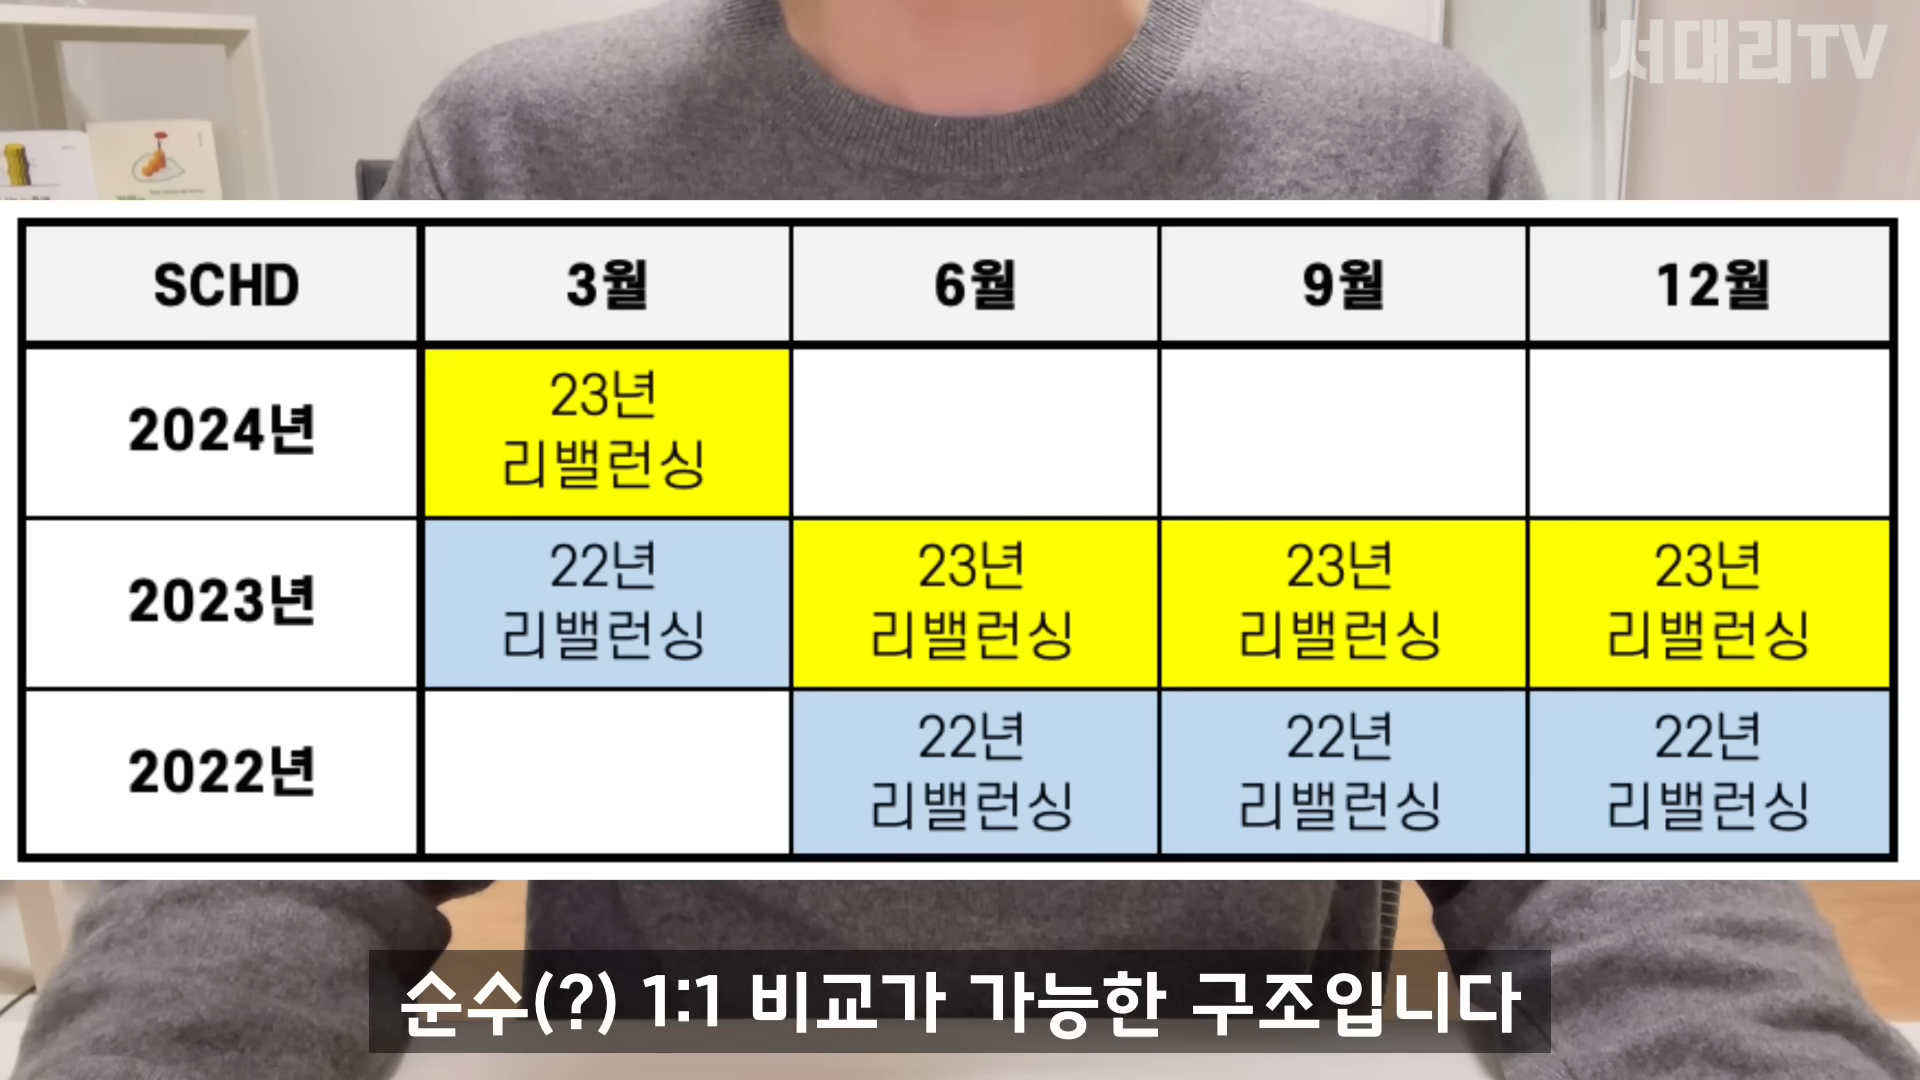 서대리TV
SCHD 3월 6월 9월 12월
2024년 23년 리밸런싱
2023년 22년 리밸런싱 23년 리밸런싱 23년 리밸런싱 23년 리밸런싱
2022년 22년 리밸런싱 22년 리밸런싱 22년 리밸런싱
순수(?) 1:1 비교가 가능한 구조입니다